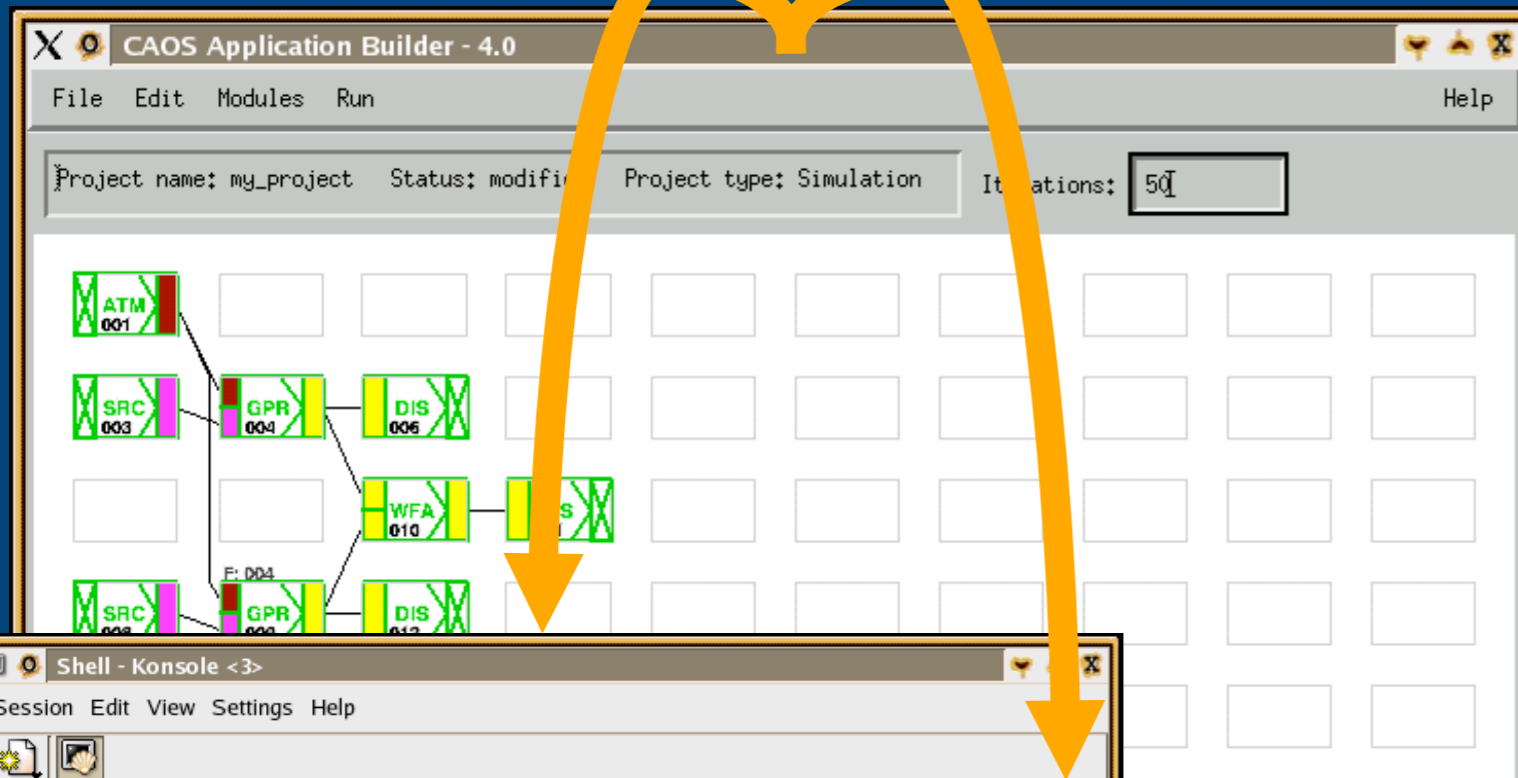 CAOS Application Builder - 4.0
File Edit Modules Run Help
Project name: my_project Status: Project type: Simulation Iterations: 50
ATM
001
SRC GPR DIS
003 004 006
WFA
010
F: 004
SRC GPR DIS
Shell - Konsole <3>
Session Edit View Settings Help